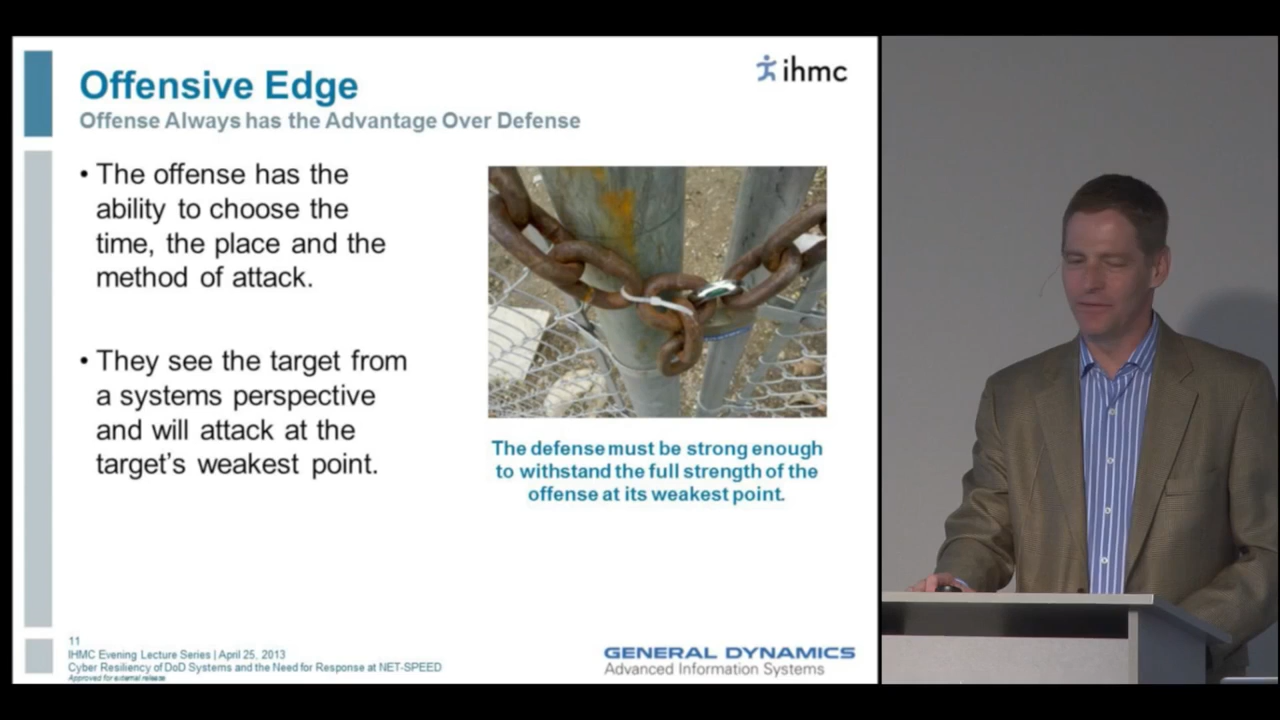 Offensive Edge
ihmc
Offense Always has the Advantage Over Defense
• The offense has the
ability to choose the
time, the place and the
method of attack.
• They see the target from
a systems perspective
and will attack at the
target's weakest point.
The defense must be strong enough
to withstand the full strength of the
offense at its weakest point.
11
IHMC Evening Lecture Series | April 25, 2013
Cyber Resiliency of DoD Systems and the Need for Response at NET-SPEED
Approved for external release
GENERAL DYNAMICS
Advanced Information Systems